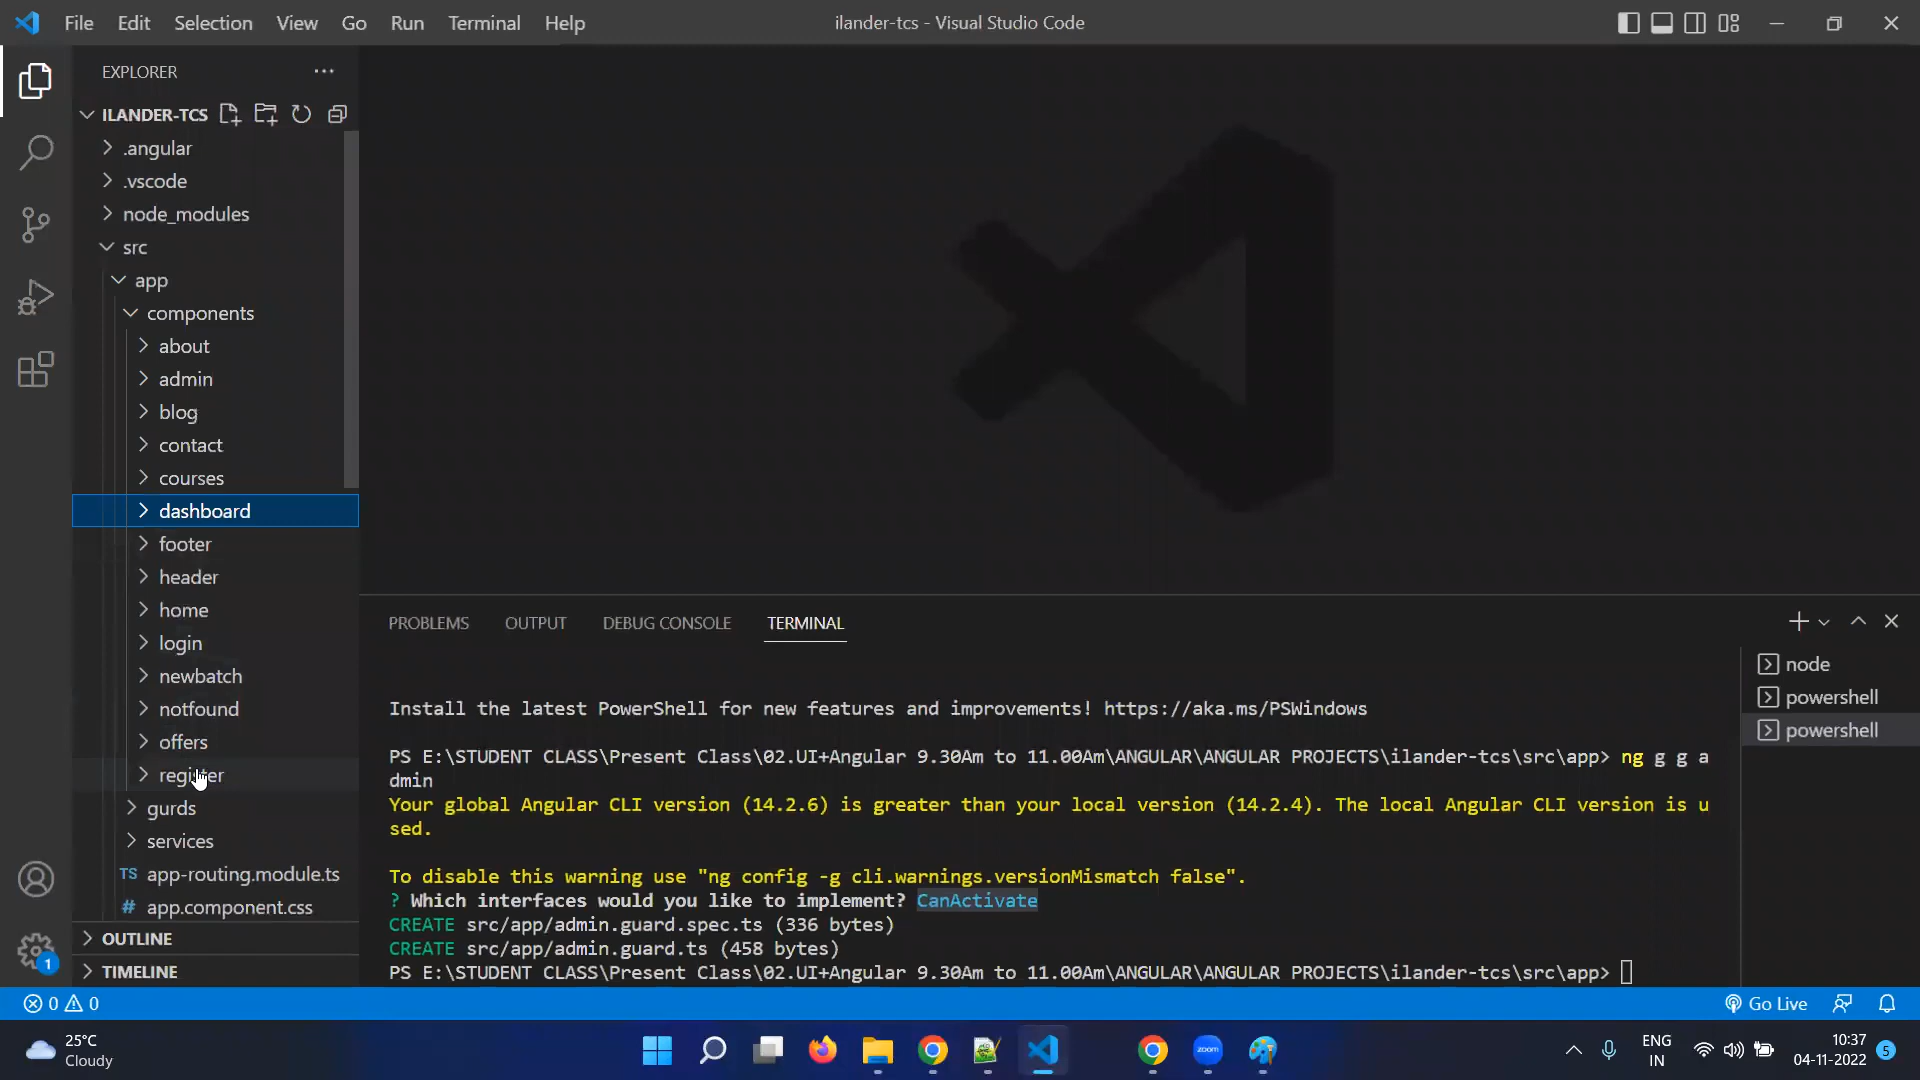 File Edit Selection View Go Run Terminal Help
ilander-tcs - Visual Studio Code
EXPLORER
ILANDER-TCS
.angular
.vscode
node_modules
src
app
components
about
admin
blog
contact
courses
dashboard
footer
header
home
login
newbatch
notfound
offers
register
gurds
services
TS app-routing.module.ts
# app.component.css
OUTLINE
TIMELINE
PROBLEMS OUTPUT DEBUG CONSOLE TERMINAL
Install the latest PowerShell for new features and improvements! https://aka.ms/PSWindows
PS E:\STUDENT CLASS\Present Class\02.UI+Angular 9.30Am to 11.00Am\ANGULAR\ANGULAR PROJECTS\ilander-tcs\src\app> ng g g a
dmin
Your global Angular CLI version (14.2.6) is greater than your local version (14.2.4). The local Angular CLI version is u
sed.
To disable this warning use "ng config -g cli.warnings.versionMismatch false".
? Which interfaces would you like to implement? CanActivate
CREATE src/app/admin.guard.spec.ts (336 bytes)
CREATE src/app/admin.guard.ts (458 bytes)
PS E:\STUDENT CLASS\Present Class\02.UI+Angular 9.30Am to 11.00Am\ANGULAR\ANGULAR PROJECTS\ilander-tcs\src\app>
node
powershell
powershell
1
0 0
Go Live
25°C
Cloudy
zoom
ENG
IN
10:37
04-11-2022
5